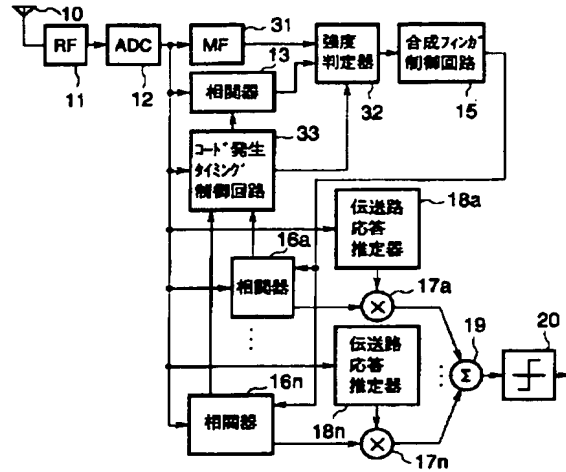 10
RF
11
ADC
12
MF
31
13
相関器
強度
判定器
32
合成フィンガ
制御回路
15
33
コード発生
タイミング
制御回路
18a
伝送路
応答
推定器
16a
相関器
17a
伝送路
応答
推定器
18n
16n
相関器
17n
19
Σ
20